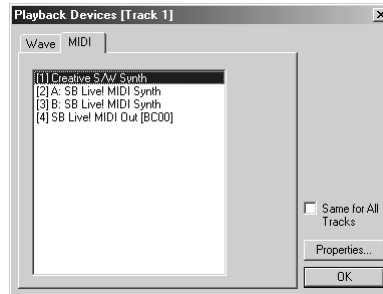 Playback Devices [Track 1]
Wave MIDI
[1] Creative S/W Synth
[2] A: SB Live! MIDI Synth
[3] B: SB Live! MIDI Synth
[4] SB Live! MIDI Out [BC00]
Same for All
Tracks
Properties...
OK